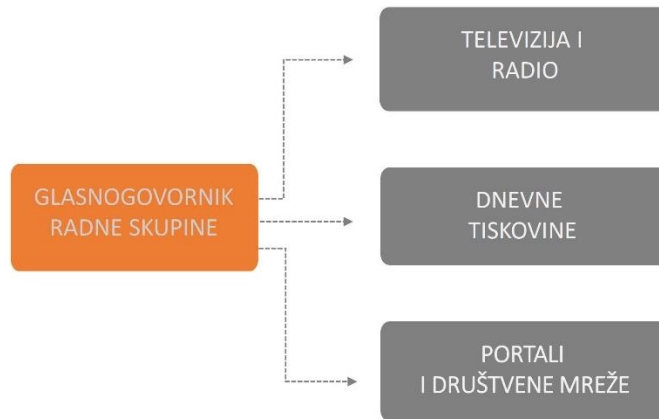 TELEVIZIJA I
RADIO
GLASNOGOVORNIK
RADNE SKUPINE
DNEVNE
TISKOVINE
PORTALI
I DRUŠTVENE MREŽE